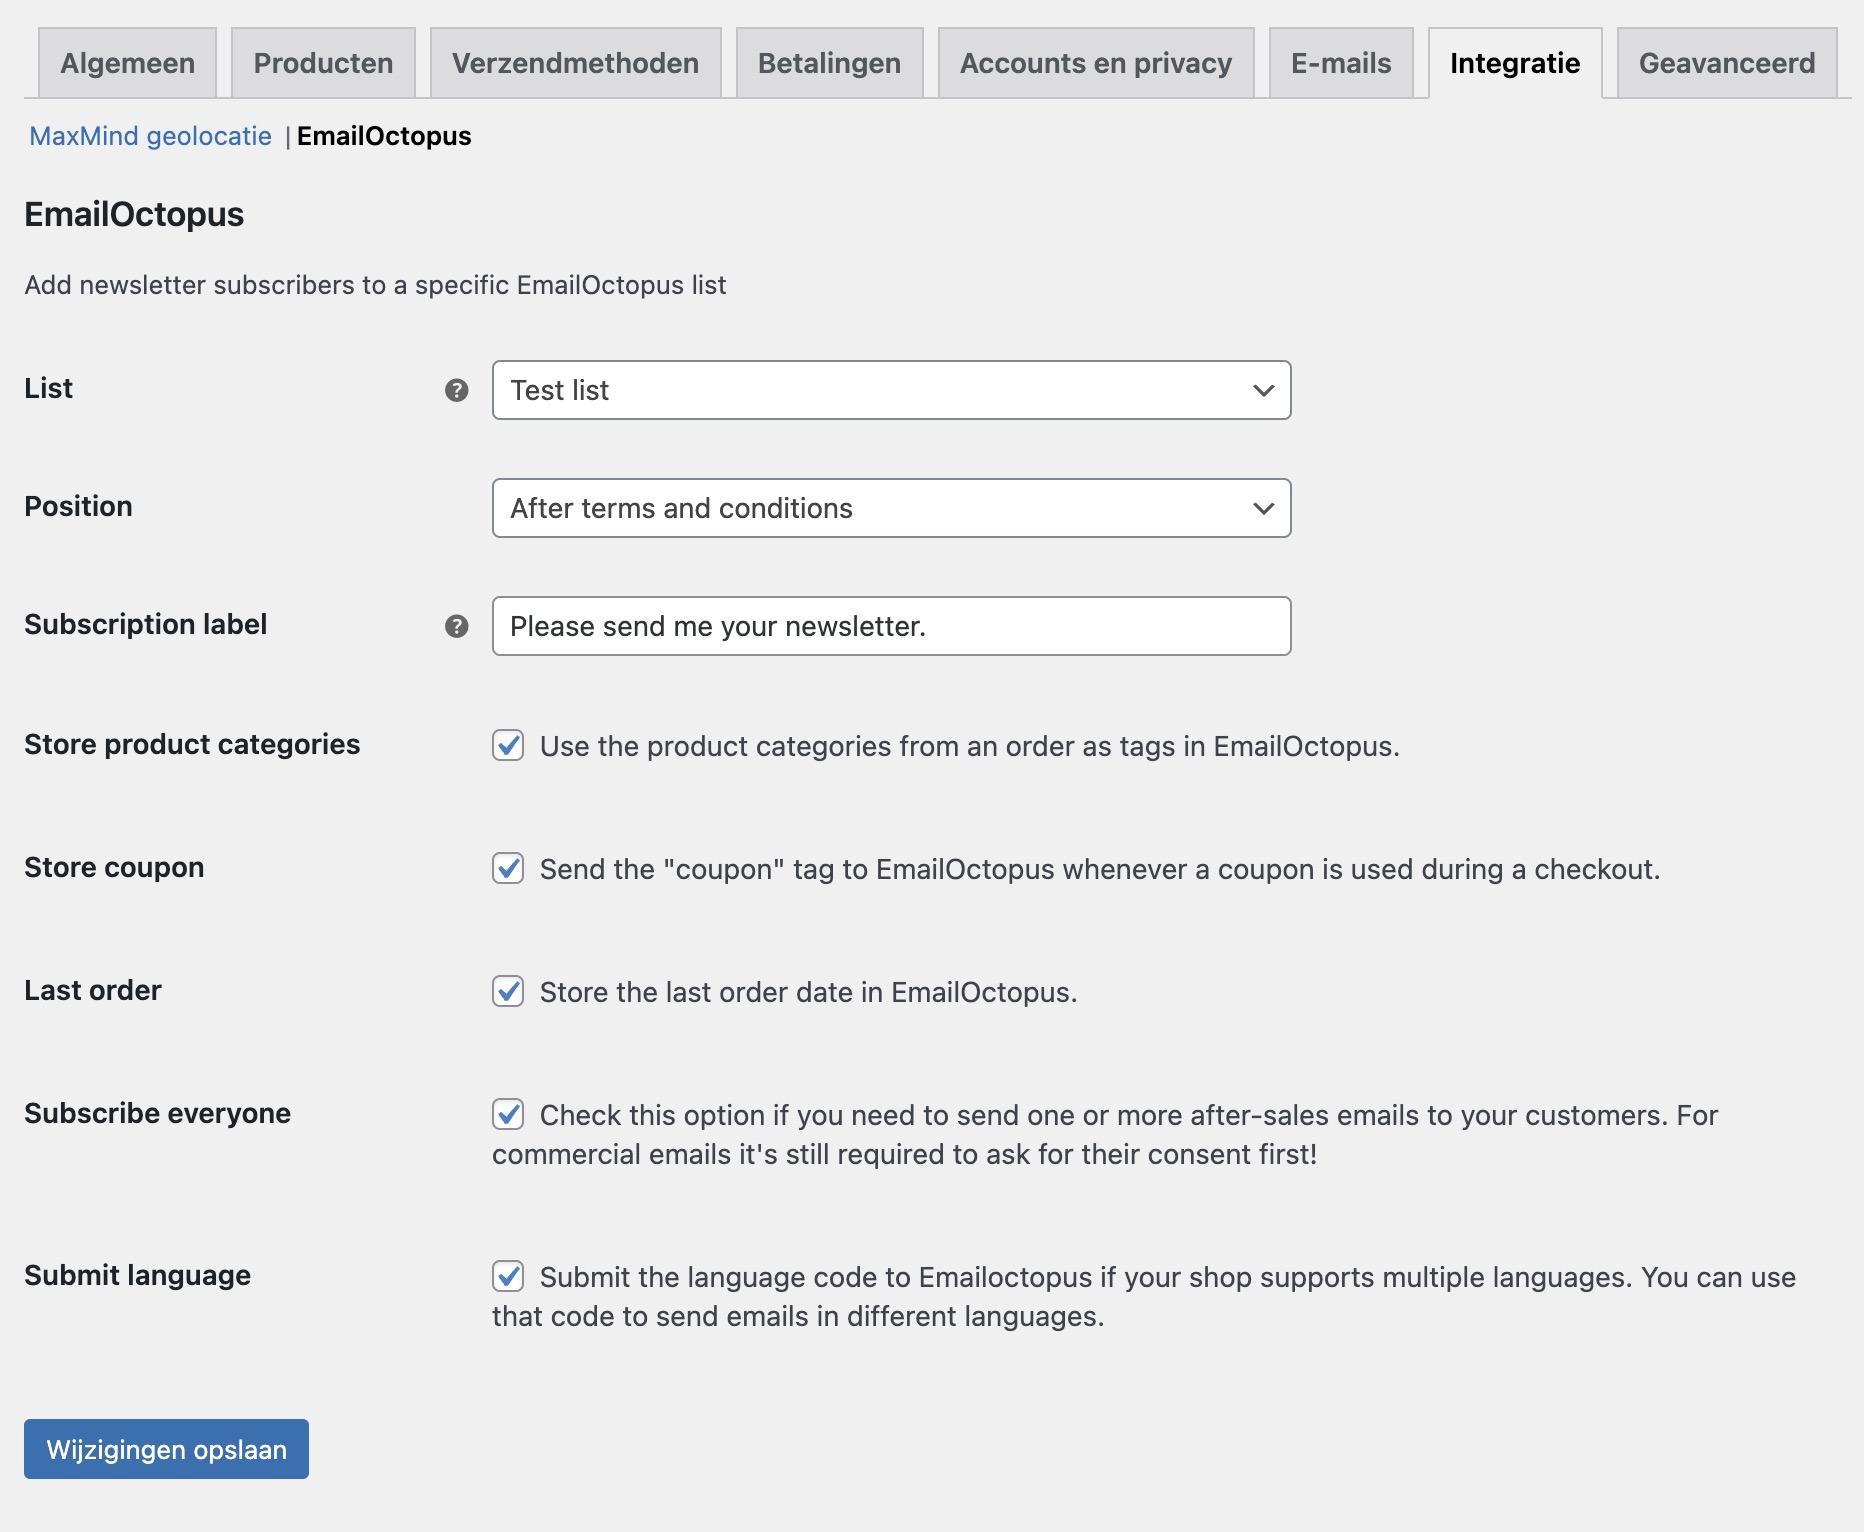 Algemeen Producten Verzendmethoden Betalingen Accounts en privacy E-mails Integratie Geavanceerd
MaxMind geolocatie | EmailOctopus
EmailOctopus
Add newsletter subscribers to a specific EmailOctopus list
List ? Test list
Position After terms and conditions
Subscription label ? Please send me your newsletter.
Store product categories Use the product categories from an order as tags in EmailOctopus.
Store coupon Send the "coupon" tag to EmailOctopus whenever a coupon is used during a checkout.
Last order Store the last order date in EmailOctopus.
Subscribe everyone Check this option if you need to send one or more after-sales emails to your customers. For
commercial emails it's still required to ask for their consent first!
Submit language Submit the language code to Emailoctopus if your shop supports multiple languages. You can use
that code to send emails in different languages.
Wijzigingen opslaan